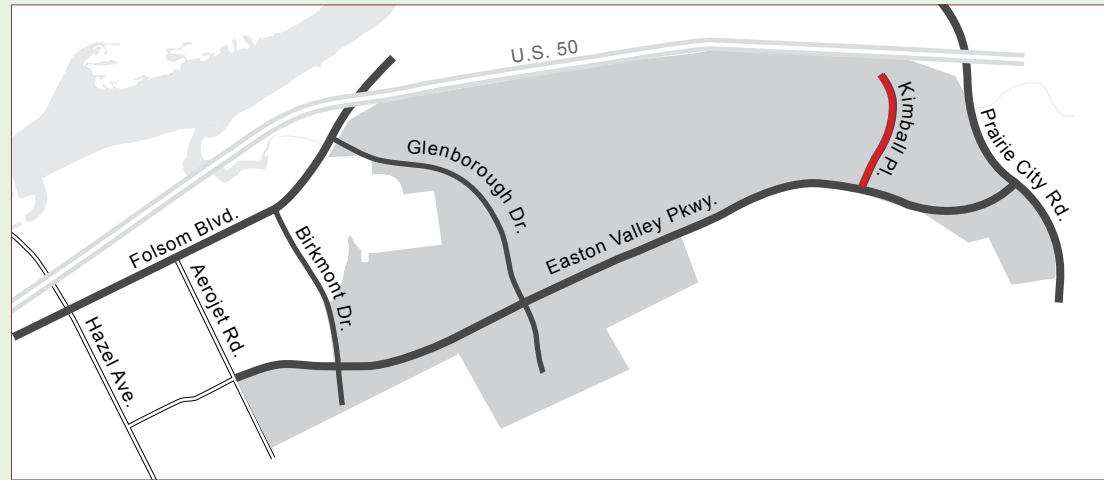 U.S. 50
Kimball Pl.
Prairie City Rd.
Glenborough Dr.
Easton Valley Pkwy.
Folsom Blvd.
Birkmont Dr.
Aerojet Rd.
Hazel Ave.